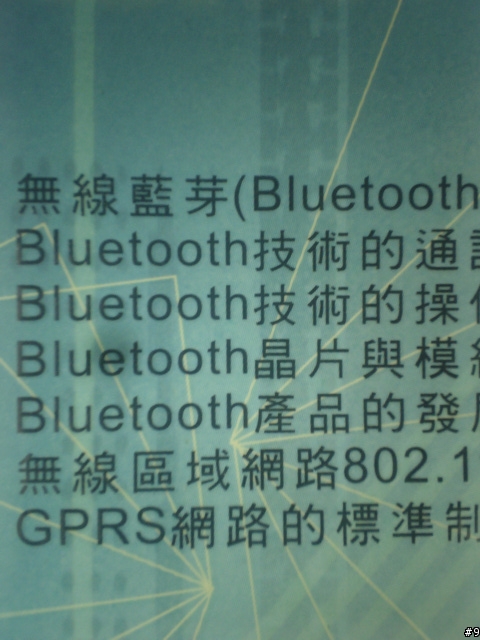 無線藍芽(Bluetooth
Bluetooth技術的通
Bluetooth技術的操
Bluetooth晶片與模
Bluetooth產品的發
無線區域網路802.1
GPRS網路的標準制
#9